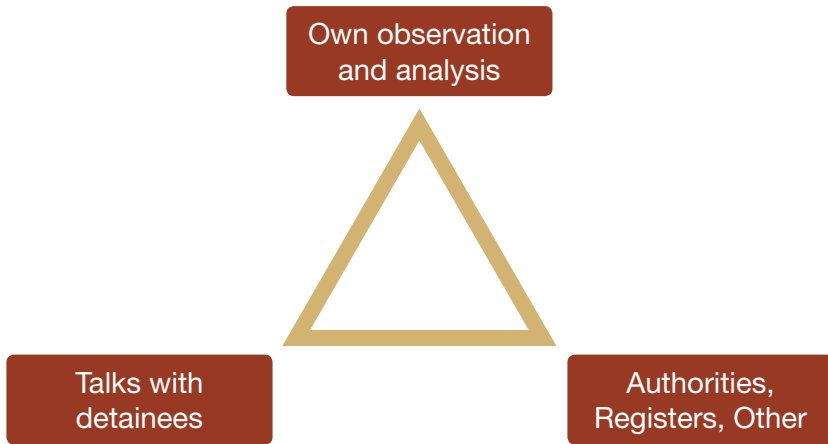 Own observation
and analysis
Talks with
detainees
Authorities,
Registers, Other